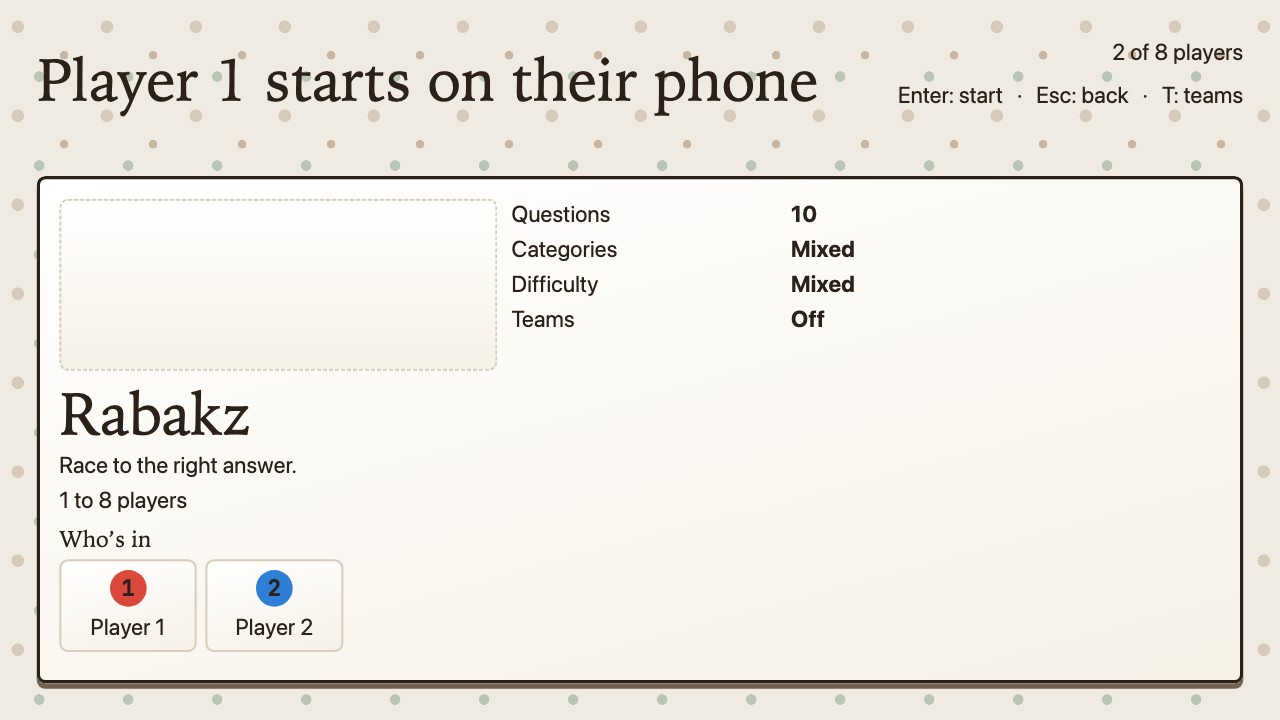 Player 1 starts on their phone
2 of 8 players
Enter: start · Esc: back · T: teams
Questions 10
Categories Mixed
Difficulty Mixed
Teams Off
Rabakz
Race to the right answer.
1 to 8 players
Who’s in
1 2
Player 1 Player 2